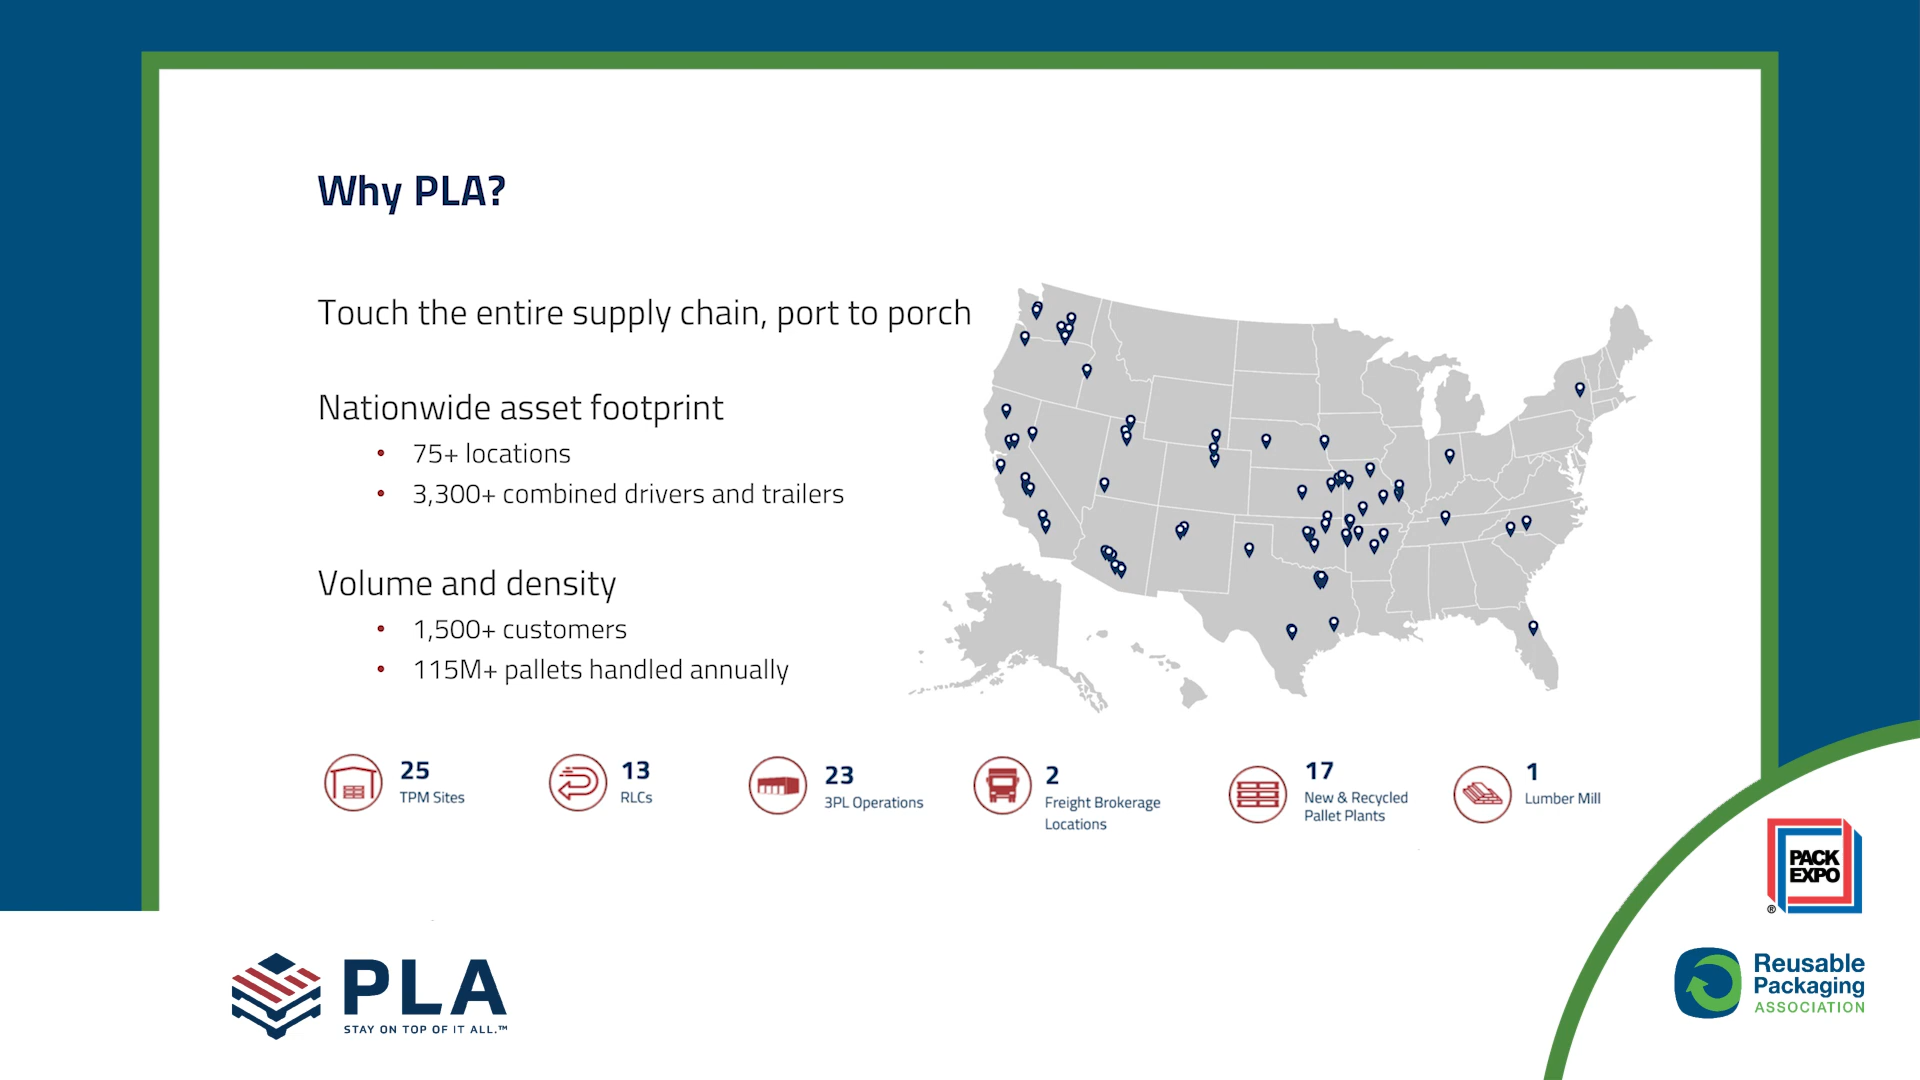 Why PLA?
Touch the entire supply chain, port to porch
Nationwide asset footprint
• 75+ locations
• 3,300+ combined drivers and trailers
Volume and density
• 1,500+ customers
• 115M+ pallets handled annually
25
TPM Sites
13
RLCs
23
3PL Operations
2
Freight Brokerage
Locations
17
New & Recycled
Pallet Plants
1
Lumber Mill
PACK
EXPO
®
PLA
STAY ON TOP OF IT ALL.™
Reusable
Packaging
ASSOCIATION